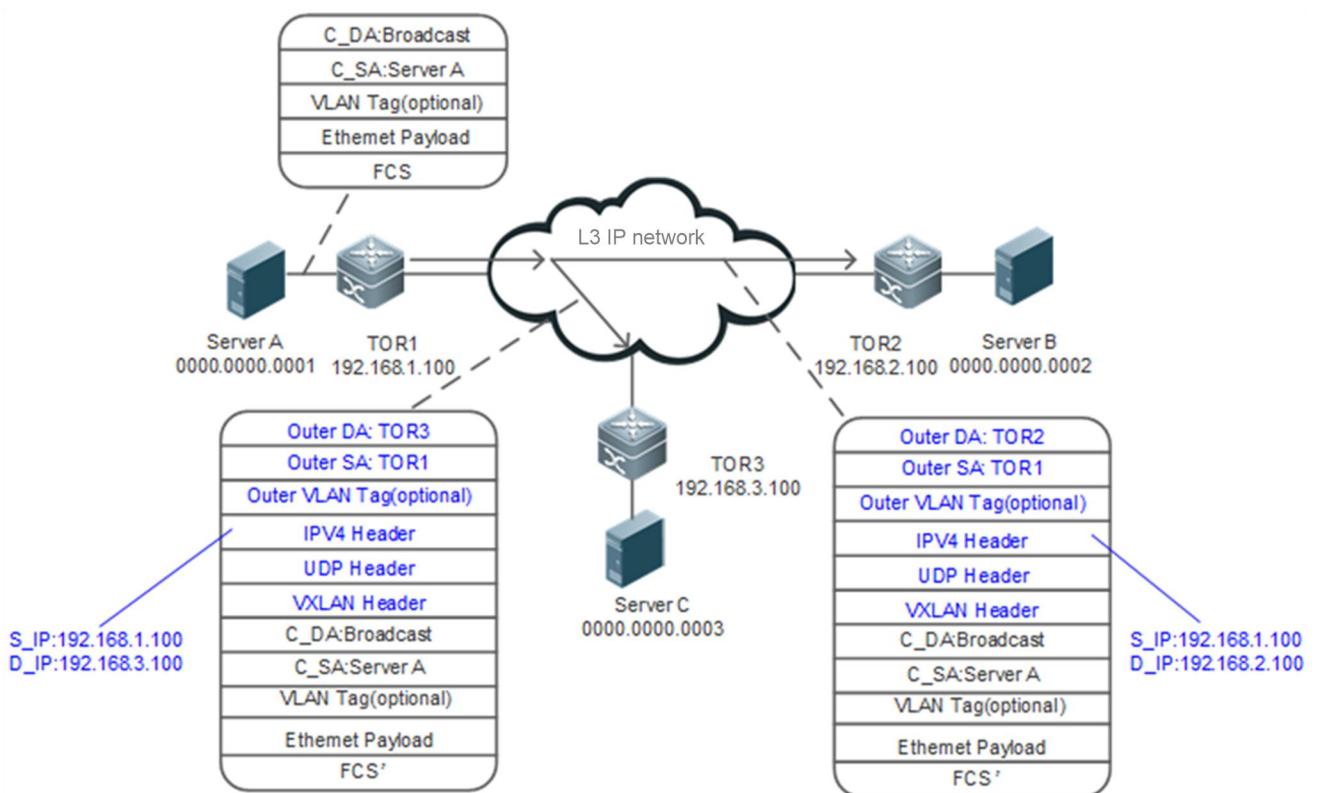 C_DA:Broadcast
C_SA:Server A
VLAN Tag(optional)
Ethemet Payload
FCS
L3 IP network
Server A
0000.0000.0001
TOR1
192.168.1.100
TOR2
192.168.2.100
Server B
0000.0000.0002
TOR3
192.168.3.100
Server C
0000.0000.0003
Outer DA: TOR3
Outer SA: TOR1
Outer VLAN Tag(optional)
IPV4 Header
UDP Header
VXLAN Header
C_DA:Broadcast
C_SA:Server A
VLAN Tag(optional)
Ethemet Payload
FCS'
S_IP:192.168.1.100
D_IP:192.168.3.100
Outer DA: TOR2
Outer SA: TOR1
Outer VLAN Tag(optional)
IPV4 Header
UDP Header
VXLAN Header
C_DA:Broadcast
C_SA:Server A
VLAN Tag(optional)
Ethemet Payload
FCS'
S_IP:192.168.1.100
D_IP:192.168.2.100